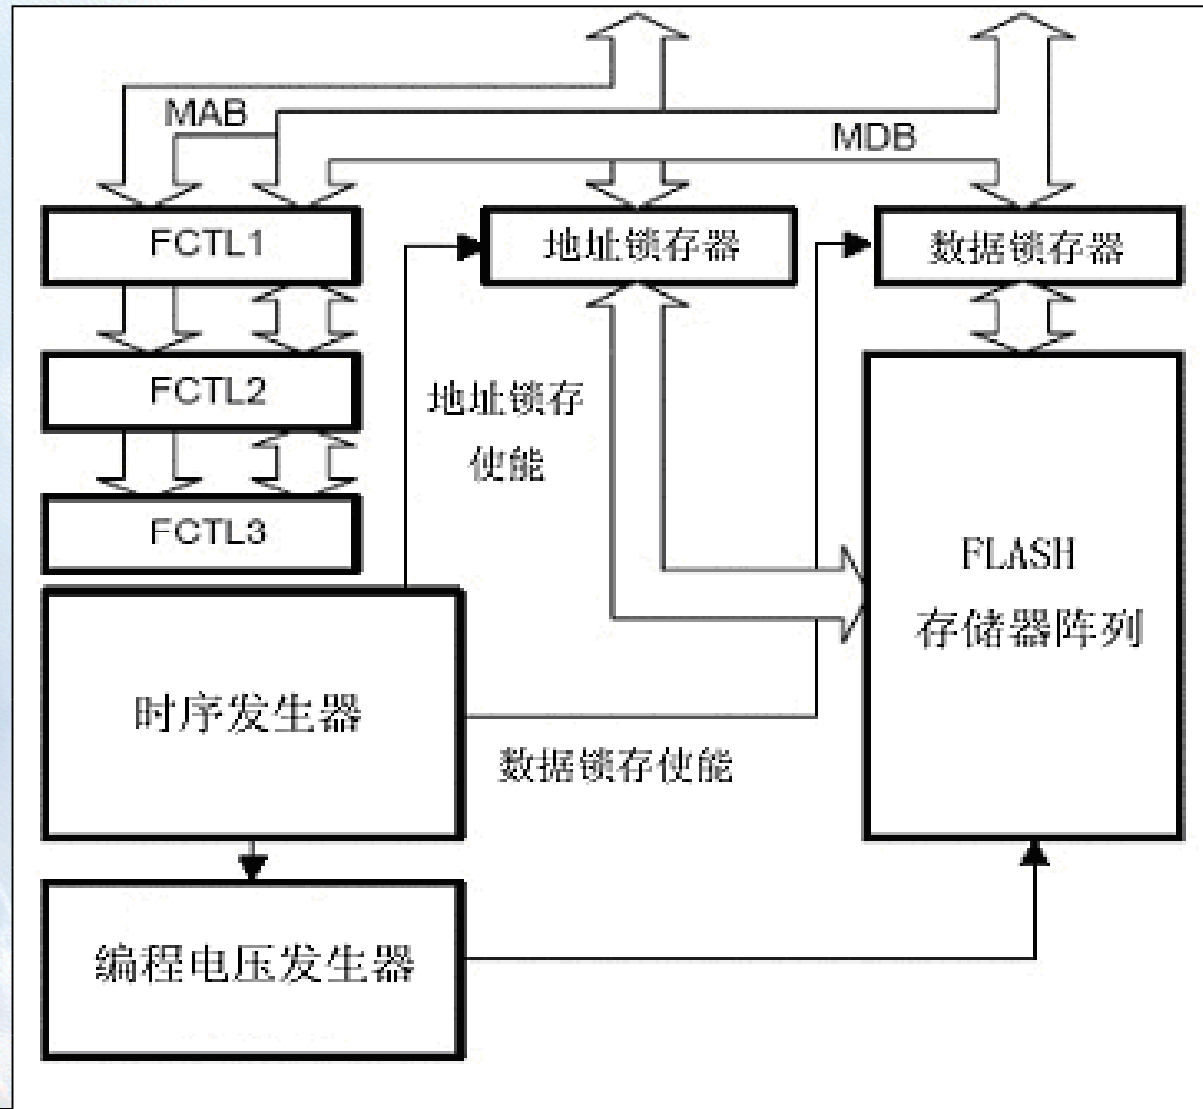 MAB
MDB
FCTL1
地址锁存器
数据锁存器
FCTL2
地址锁存
使能
FCTL3
FLASH
存储器阵列
时序发生器
数据锁存使能
编程电压发生器